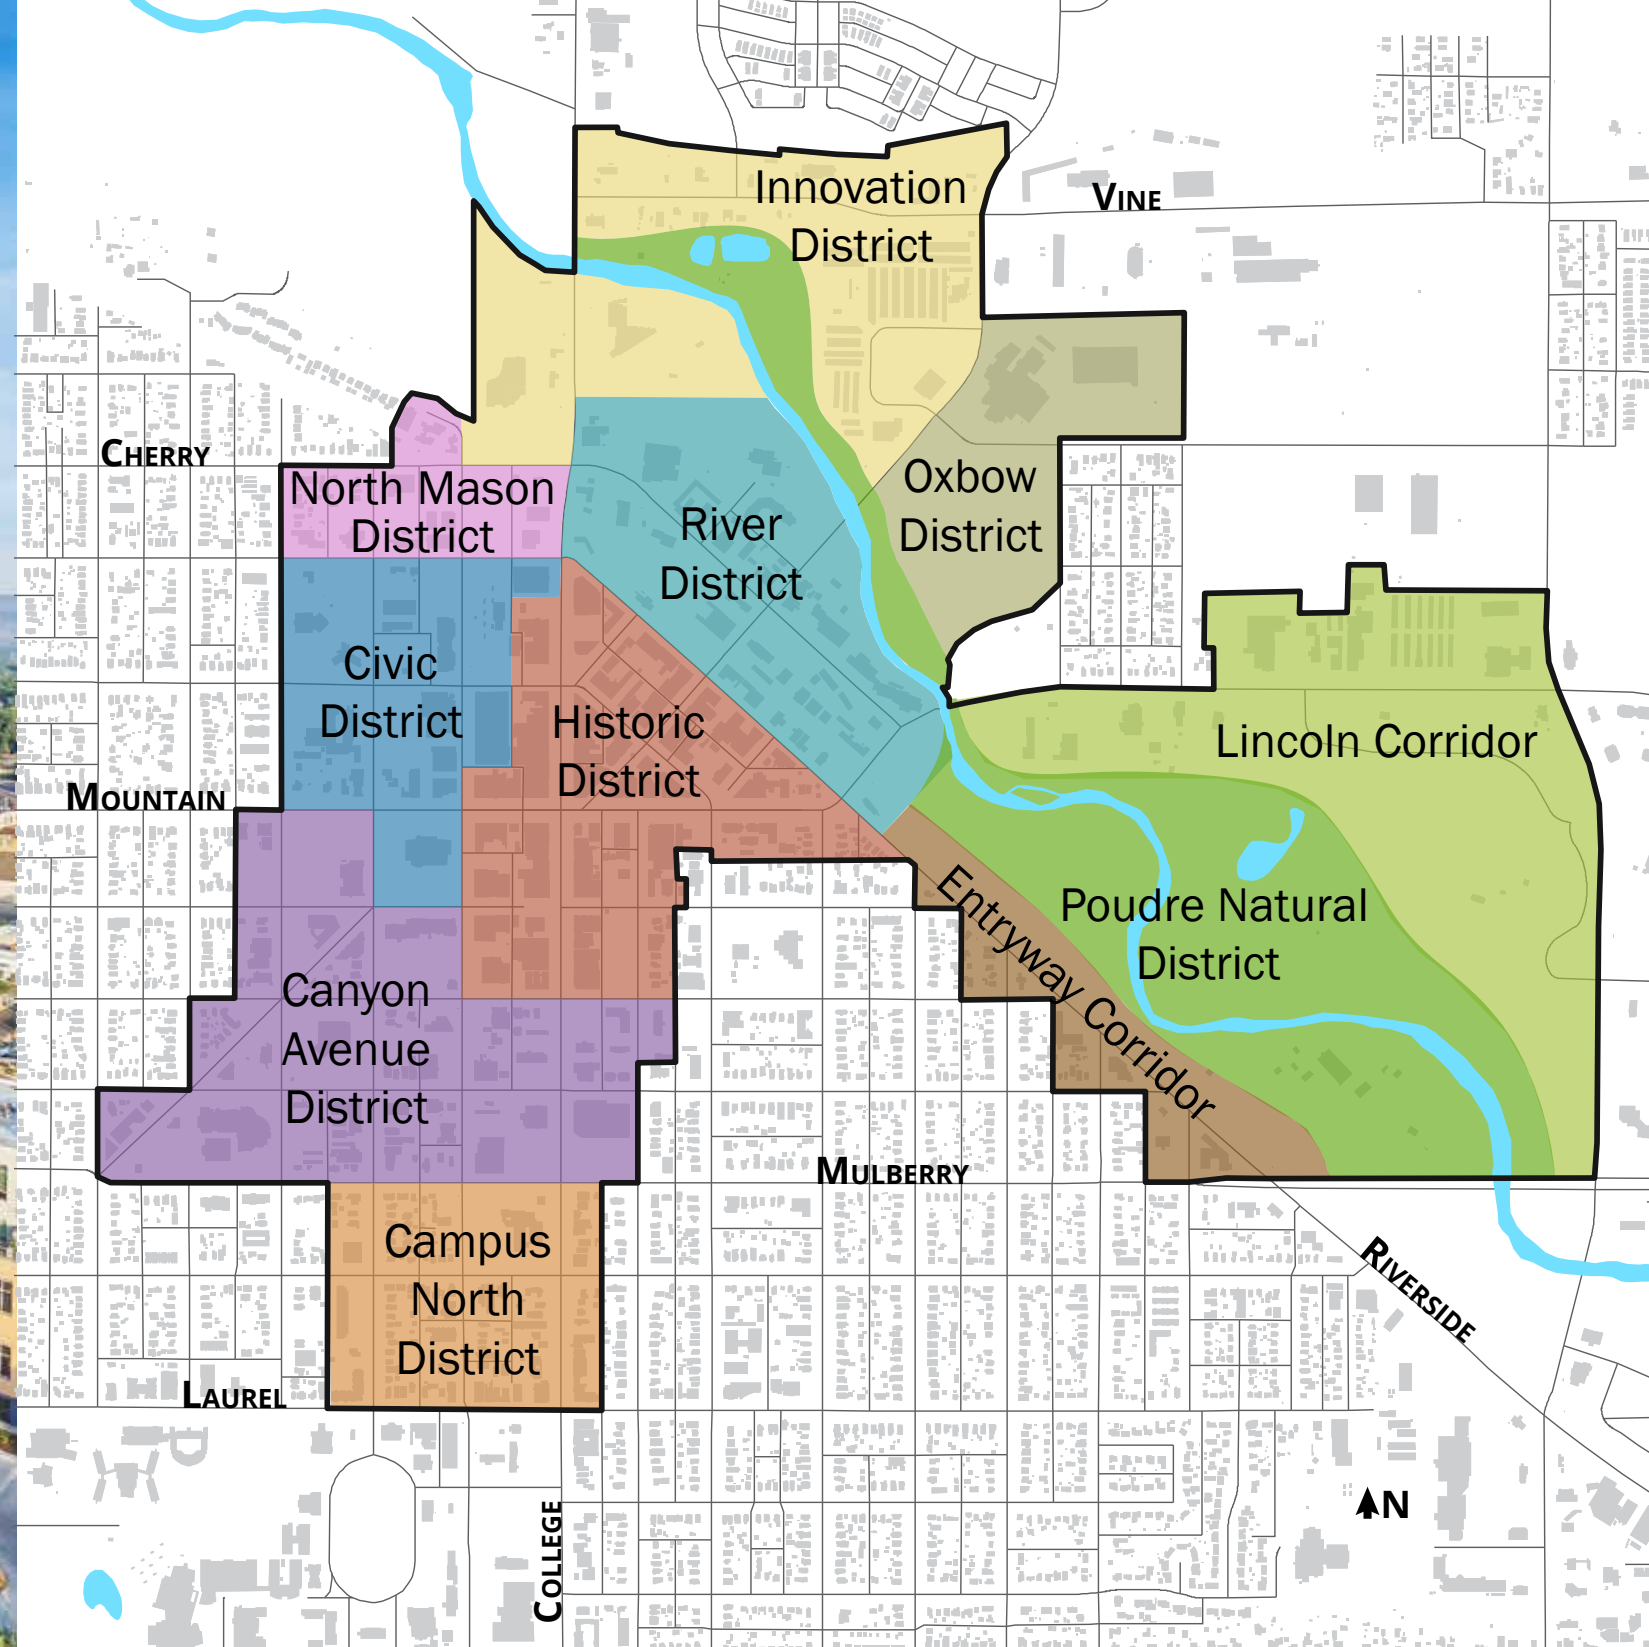 Innovation
District
VINE
CHERRY
North Mason
District
River
District
Oxbow
District
Civic
District
Historic
District
Lincoln Corridor
MOUNTAIN
Entryway Corridor
Poudre Natural
District
Canyon
Avenue
District
MULBERRY
Campus
North
District
RIVERSIDE
LAUREL
COLLEGE
N